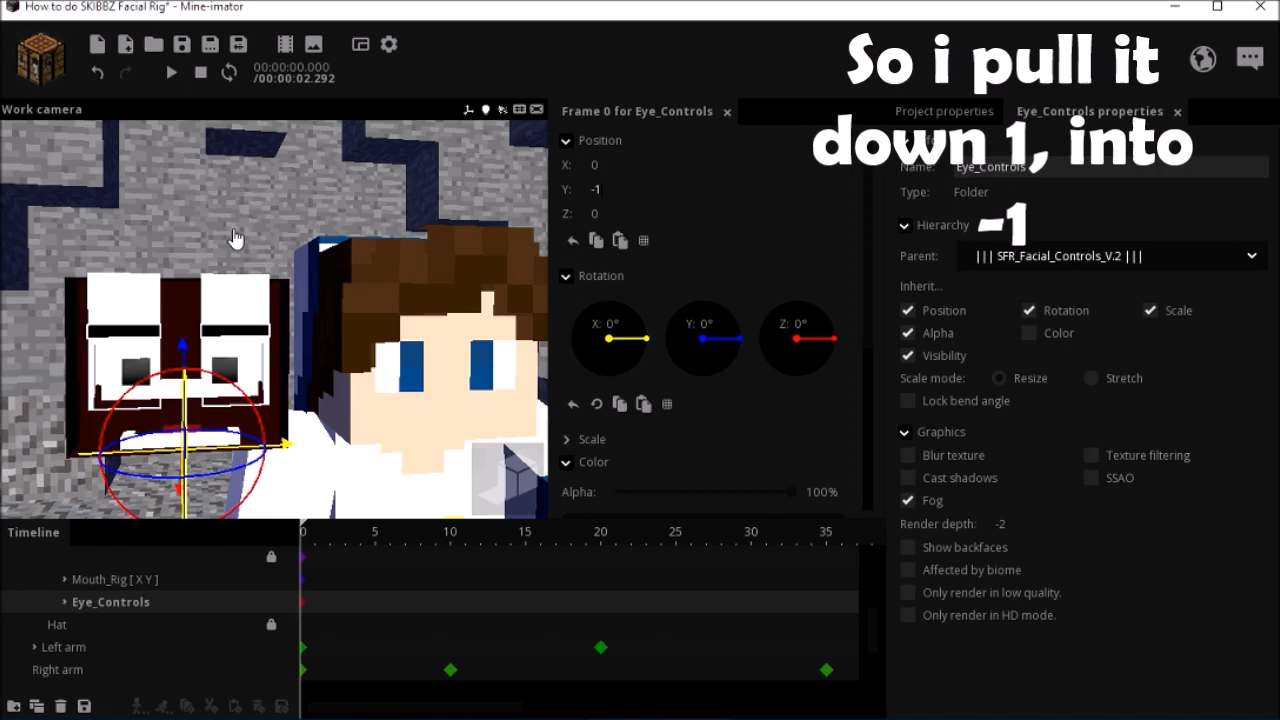 How to do SKIBBZ Facial Rig* - Mine-imator
00:00:00.000
/00:00:02.292
So i pull it
down 1, into
-1
Work camera
Frame 0 for Eye_Controls
Project properties
Eye_Controls properties
Position
X: 0
Y: -1
Z: 0
Rotation
X: 0°
Y: 0°
Z: 0°
Scale
Color
Alpha: 100%
Name: Eye_Controls
Type: Folder
Hierarchy
Parent: ||| SFR_Facial_Controls_V.2 |||
Inherit...
Position
Rotation
Scale
Alpha
Color
Visibility
Scale mode: Resize Stretch
Lock bend angle
Graphics
Blur texture
Texture filtering
Cast shadows
SSAO
Fog
Render depth: -2
Show backfaces
Affected by biome
Only render in low quality.
Only render in HD mode.
Timeline
0 5 10 15 20 25 30 35
Mouth_Rig [ X Y ]
Eye_Controls
Hat
Left arm
Right arm